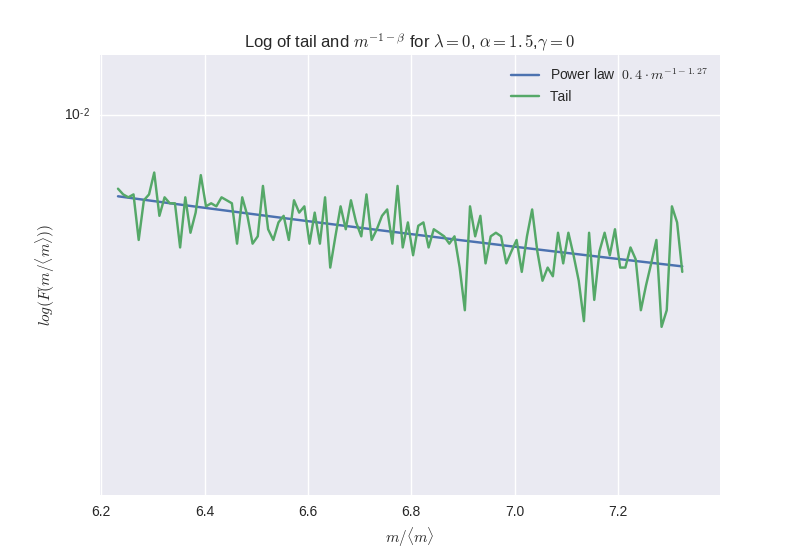 Log of tail and m^{-1-β} for λ=0, α=1.5,γ=0
Power law 0.4·m^{-1-1.27}
Tail
10^{-2}
log(F(m/⟨m⟩)))
6.2 6.4 6.6 6.8 7.0 7.2
m/⟨m⟩